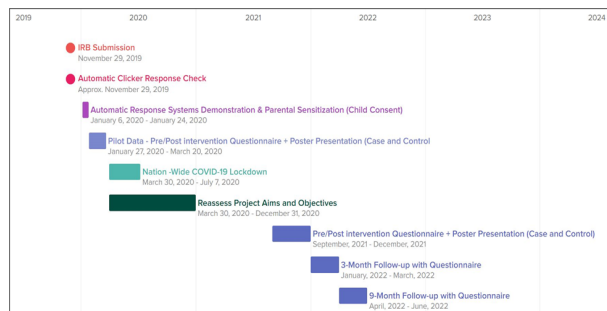 2019 2020 2021 2022 2023 2024
IRB Submission
November 29, 2019
Automatic Clicker Response Check
Approx. November 29, 2019
Automatic Response Systems Demonstration & Parental Sensitization (Child Consent)
January 6, 2020 - January 24, 2020
Pilot Data - Pre/Post intervention Questionnaire + Poster Presentation (Case and Control
January 27, 2020 - March 20, 2020
Nation -Wide COVID-19 Lockdown
March 30, 2020 - July 7, 2020
Reassess Project Aims and Objectives
March 30, 2020 - December 31, 2020
Pre/Post intervention Questionnaire + Poster Presentation (Case and Control)
September, 2021 - December, 2021
3-Month Follow-up with Questionnaire
January, 2022 - March, 2022
9-Month Follow-up with Questionnaire
April, 2022 - June, 2022